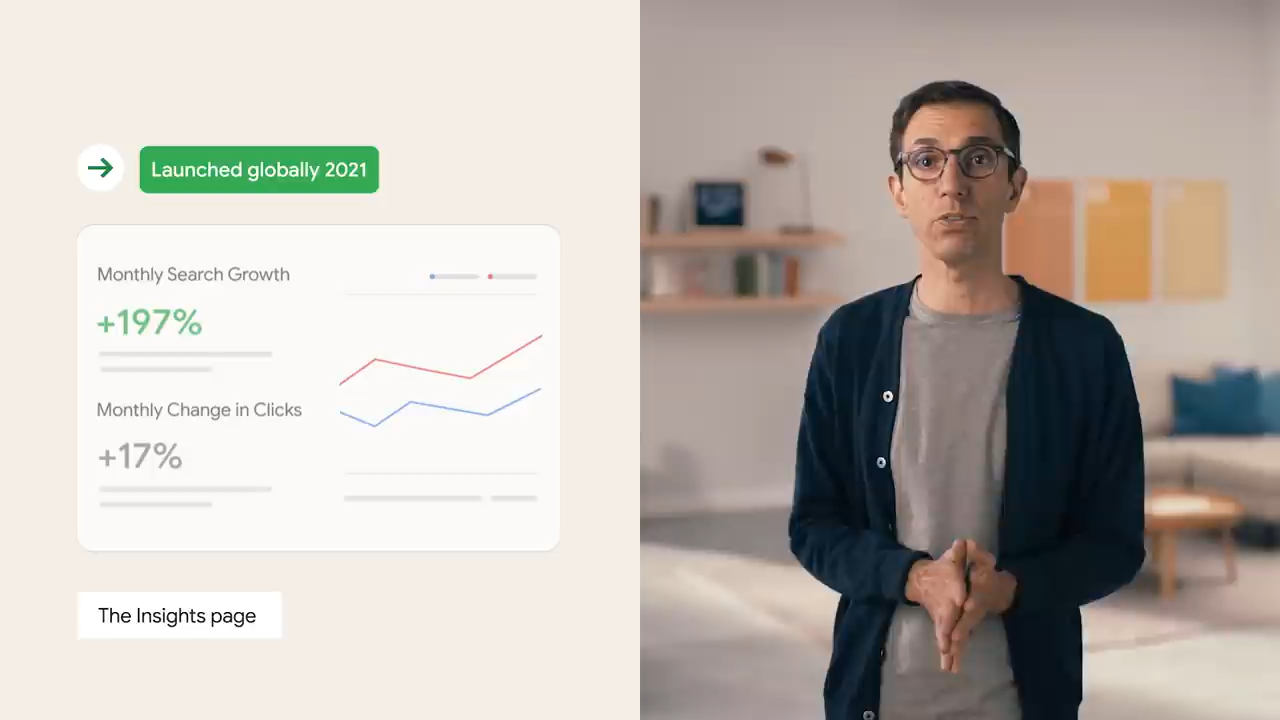 Launched globally 2021
Monthly Search Growth
+197%
Monthly Change in Clicks
+17%
The Insights page